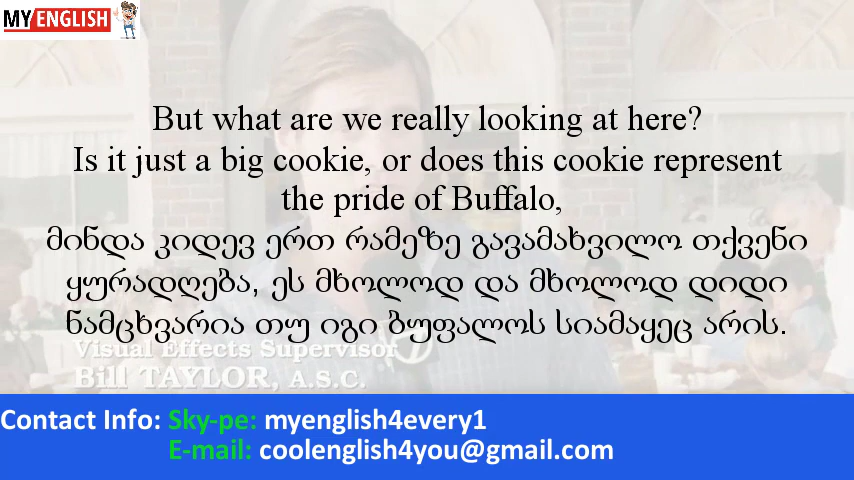 MY ENGLISH
But what are we really looking at here?
Is it just a big cookie, or does this cookie represent
the pride of Buffalo,
მინდა კიდევ ერთ რამეზე გავამახვილო თქვენი
ყურადღება, ეს მხოლოდ და მხოლოდ დიდი
ნამცხვარია თუ იგი ბუფალოს სიამაყეც არის.
Visual Effects Supervisor
Bill TAYLOR, A.S.C.
Contact Info: Sky-pe: myenglish4every1
E-mail: coolenglish4you@gmail.com